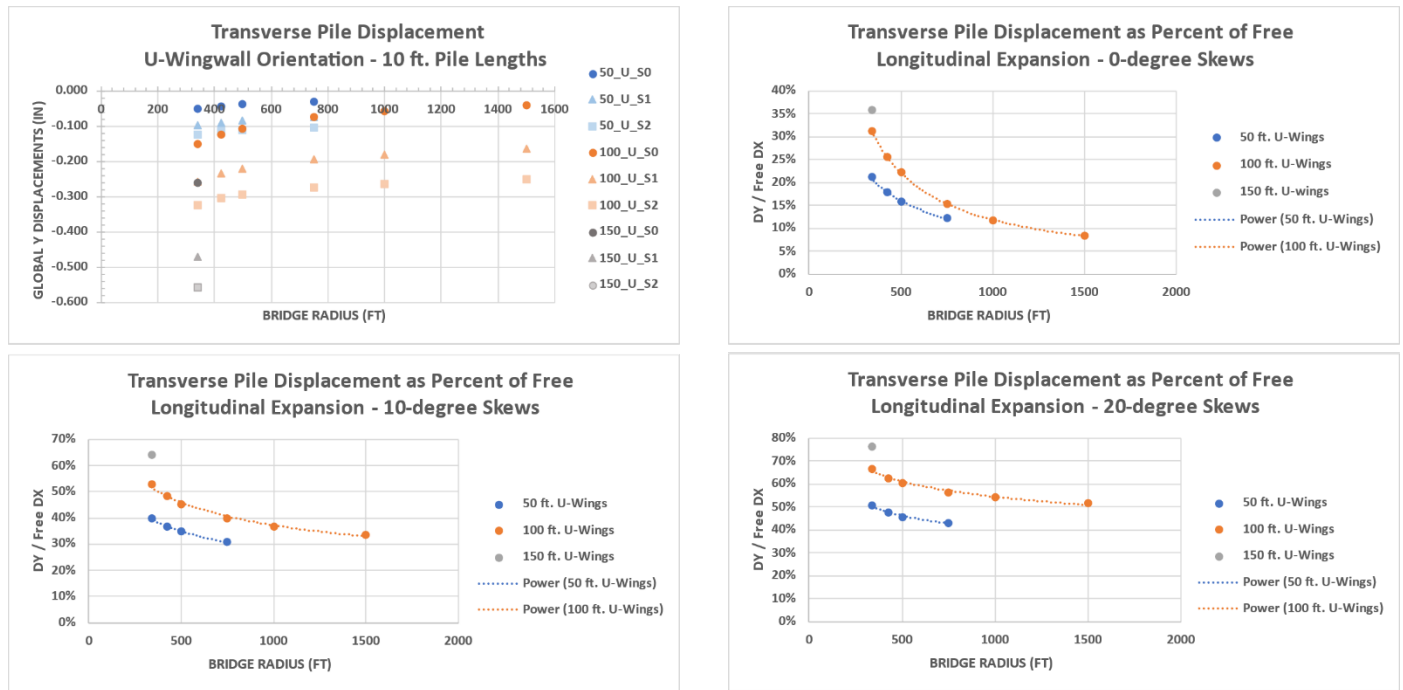 Transverse Pile Displacement
U-Wingwall Orientation - 10 ft. Pile Lengths
GLOBAL Y DISPLACEMENTS (IN)
0.000
-0.100
-0.200
-0.300
-0.400
-0.500
-0.600
0 200 400 600 800 1000 1200 1400 1600
BRIDGE RADIUS (FT)
50_U_S0
50_U_S1
50_U_S2
100_U_S0
100_U_S1
100_U_S2
150_U_S0
150_U_S1
150_U_S2
Transverse Pile Displacement as Percent of Free
Longitudinal Expansion - 0-degree Skews
DY / Free DX
40%
35%
30%
25%
20%
15%
10%
5%
0%
0 500 1000 1500 2000
BRIDGE RADIUS (FT)
50 ft. U-Wings
100 ft. U-Wings
150 ft. U-wings
Power (50 ft. U-Wings)
Power (100 ft. U-Wings)
Transverse Pile Displacement as Percent of Free
Longitudinal Expansion - 10-degree Skews
DY / Free DX
70%
60%
50%
40%
30%
20%
10%
0%
0 500 1000 1500 2000
BRIDGE RADIUS (FT)
50 ft. U-Wings
100 ft. U-Wings
150 ft. U-Wings
Power (50 ft. U-Wings)
Power (100 ft. U-Wings)
Transverse Pile Displacement as Percent of Free
Longitudinal Expansion - 20-degree Skews
DY / Free DX
80%
70%
60%
50%
40%
30%
20%
10%
0%
0 500 1000 1500 2000
BRIDGE RADIUS (FT)
50 ft. U-Wings
100 ft. U-Wings
150 ft. U-Wings
Power (50 ft. U-Wings)
Power (100 ft. U-Wings)